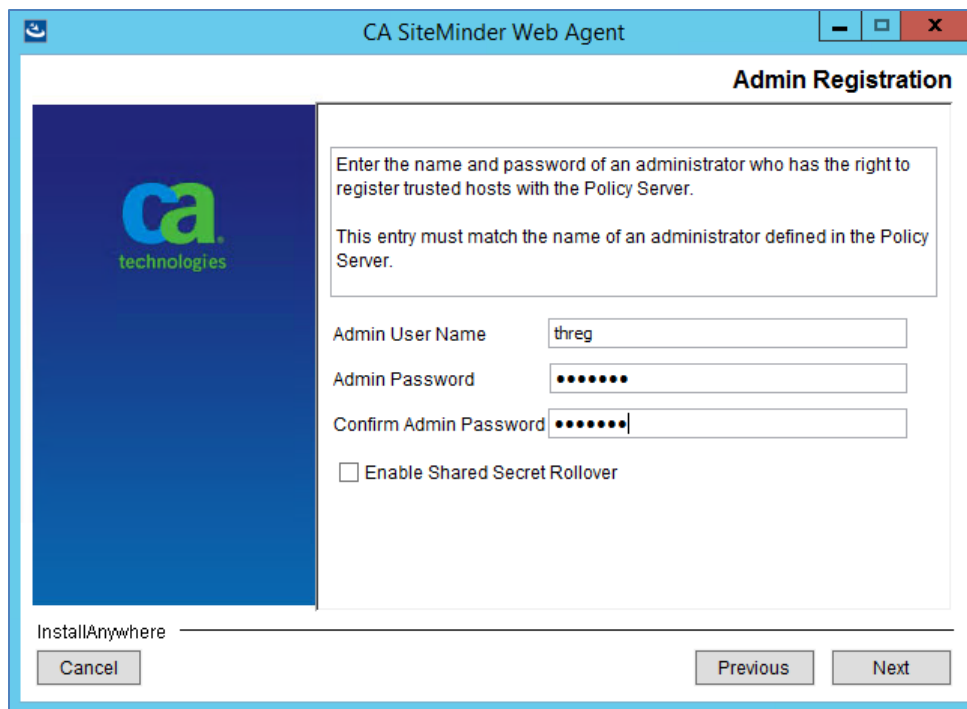 CA SiteMinder Web Agent
Admin Registration
ca
technologies
Enter the name and password of an administrator who has the right to
register trusted hosts with the Policy Server.
This entry must match the name of an administrator defined in the Policy
Server.
Admin User Name threg
Admin Password •••••••
Confirm Admin Password •••••••
Enable Shared Secret Rollover
InstallAnywhere
Cancel Previous Next